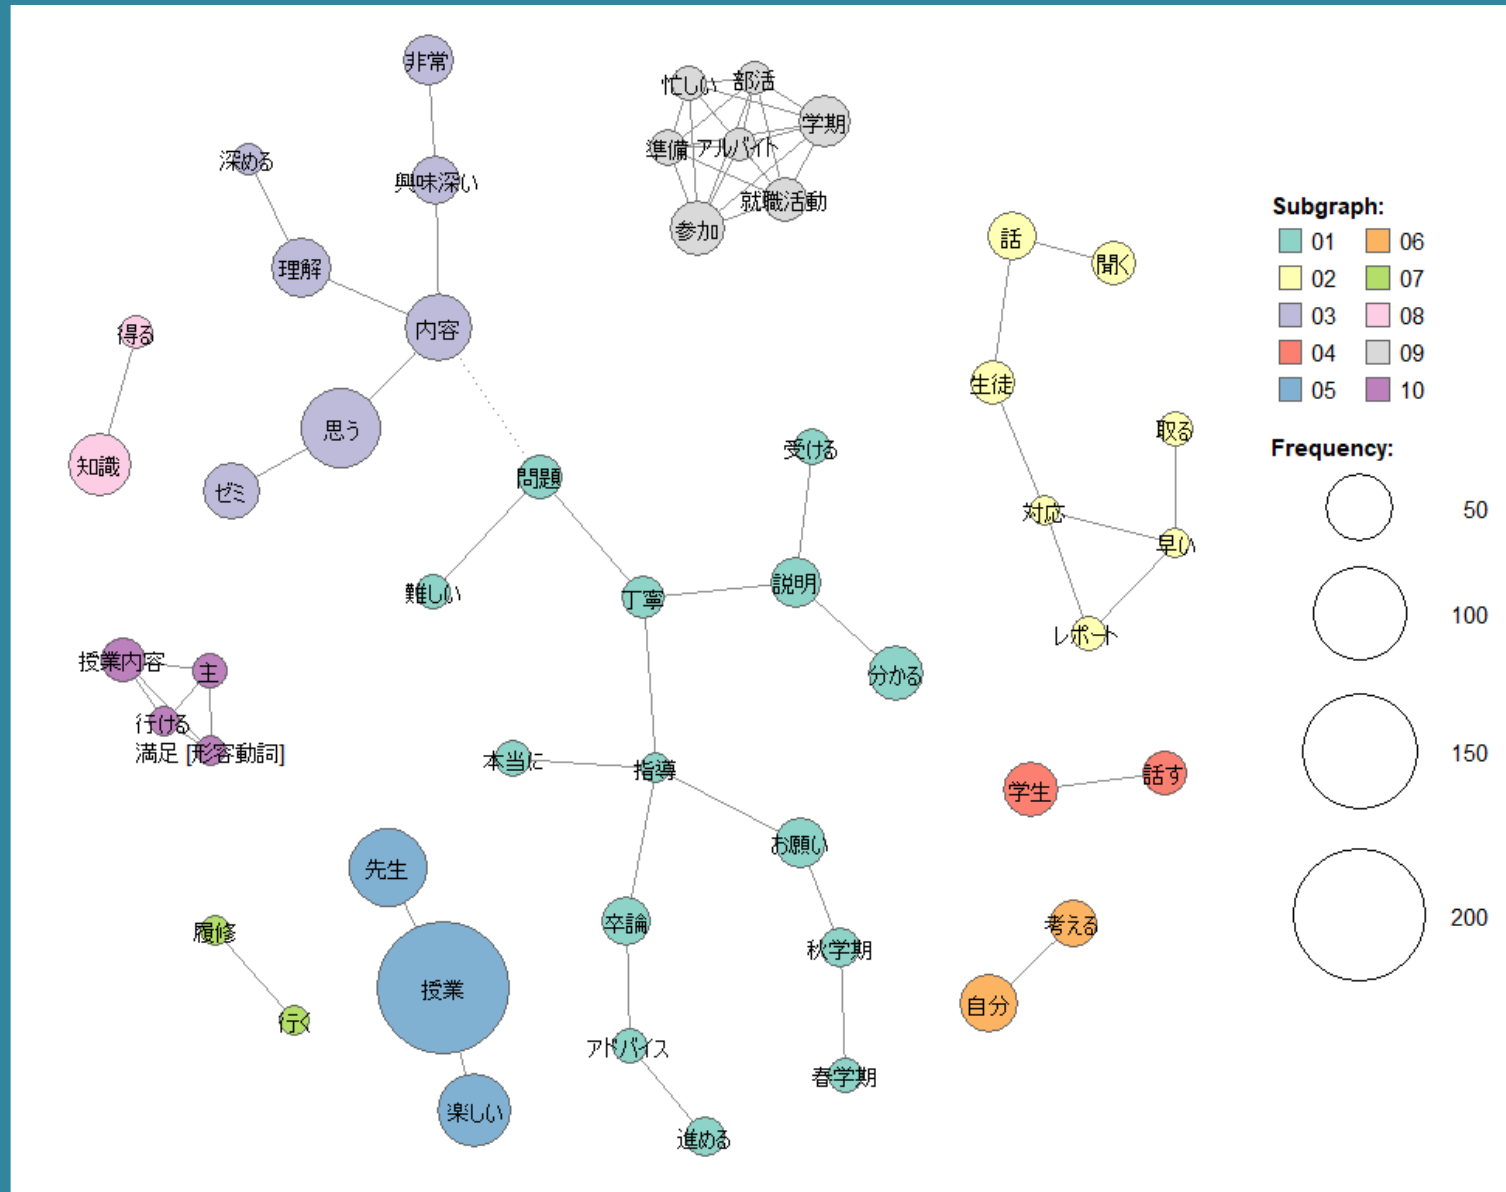 非常
忙しい
部活
学期
準備
アルバイト
就職活動
参加
深める
興味深い
理解
内容
得る
知識
思う
ゼミ
問題
難しい
丁寧
受ける
説明
分かる
話
聞く
生徒
取る
対応
早い
レポート
授業内容
主
行ける
満足 [形容動詞]
本当に
指導
お願い
学生
話す
先生
授業
楽しい
履修
行く
卒論
秋学期
アドバイス
春学期
進める
考える
自分
Subgraph:
01 06
02 07
03 08
04 09
05 10
Frequency:
50
100
150
200